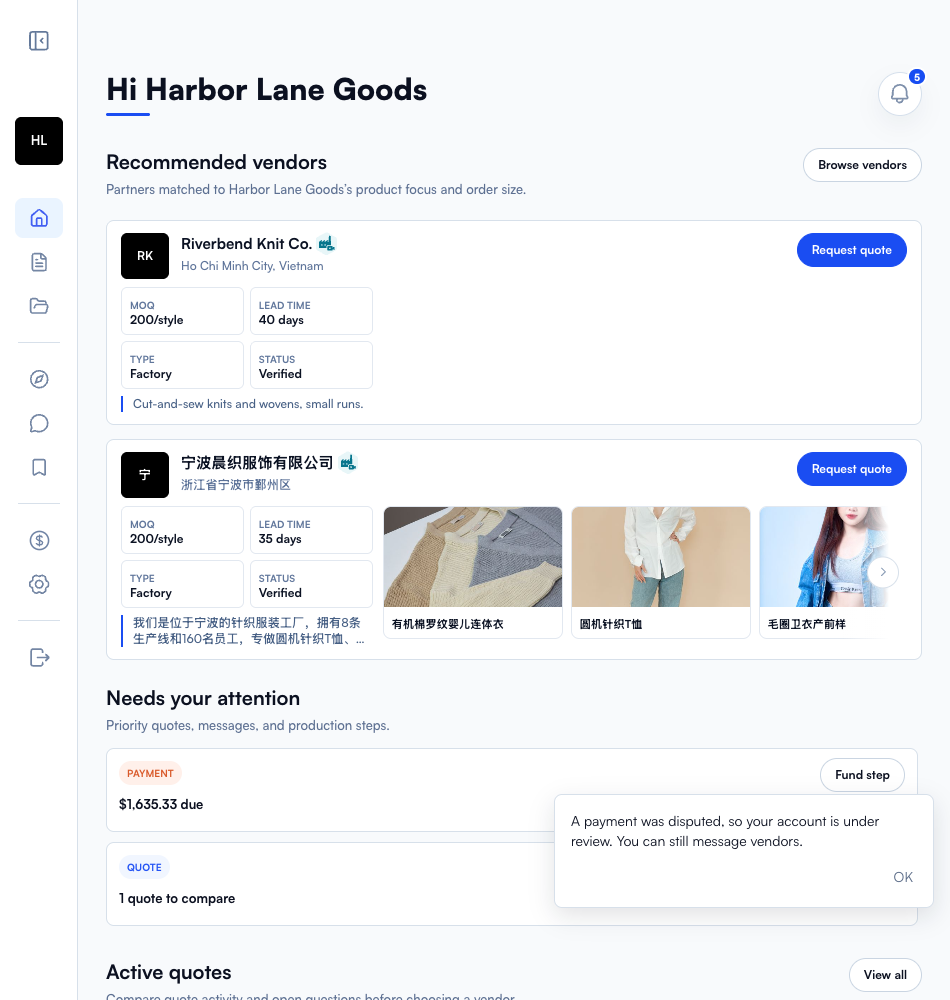 Hi Harbor Lane Goods
5
HL
Recommended vendors
Browse vendors
Partners matched to Harbor Lane Goods's product focus and order size.
RK
Riverbend Knit Co.
Ho Chi Minh City, Vietnam
Request quote
MOQ
200/style
LEAD TIME
40 days
TYPE
Factory
STATUS
Verified
Cut-and-sew knits and wovens, small runs.
宁
宁波晨织服饰有限公司
浙江省宁波市鄞州区
Request quote
MOQ
200/style
LEAD TIME
35 days
TYPE
Factory
STATUS
Verified
我们是位于宁波的针织服装工厂，拥有8条
生产线和160名员工，专做圆机针织T恤、...
有机棉罗纹婴儿连体衣
圆机针织T恤
毛圈卫衣产前样
Needs your attention
Priority quotes, messages, and production steps.
PAYMENT
$1,635.33 due
Fund step
QUOTE
1 quote to compare
A payment was disputed, so your account is under
review. You can still message vendors.
OK
Active quotes
View all
Compare quote activity and open questions before choosing a vendor.